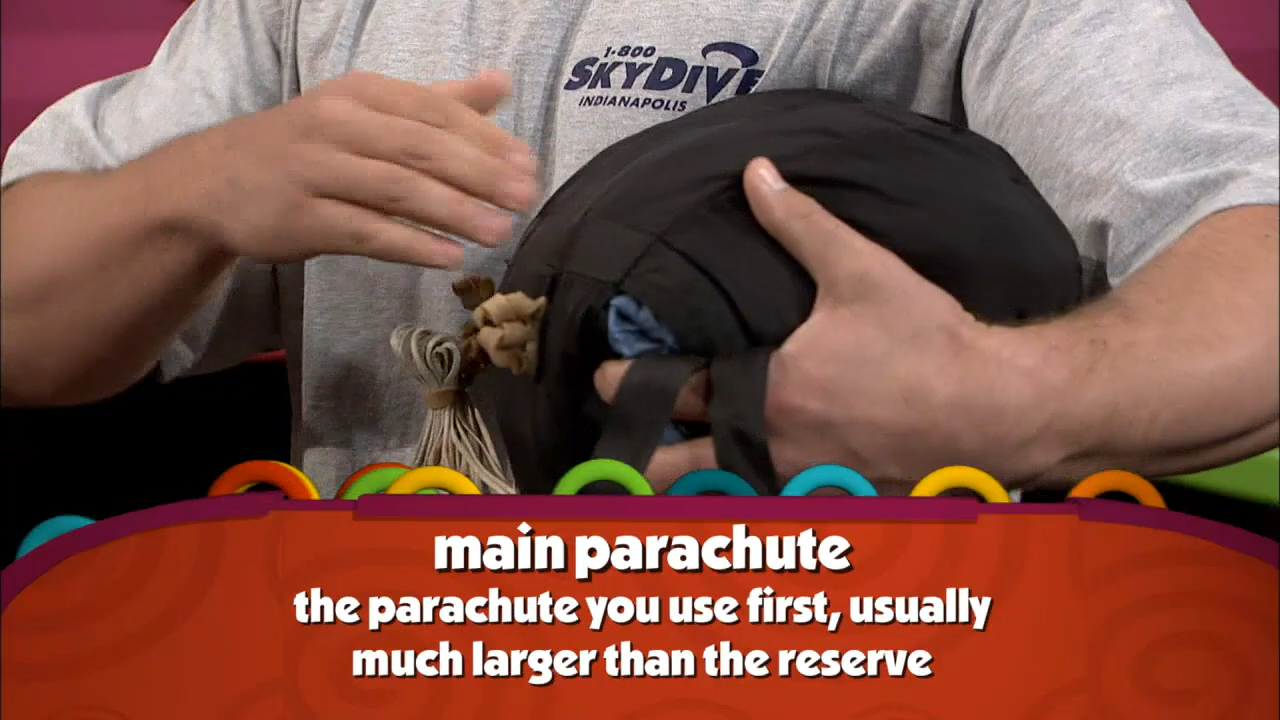 1-800
SKYDIVE
INDIANAPOLIS
main parachute
the parachute you use first, usually
much larger than the reserve